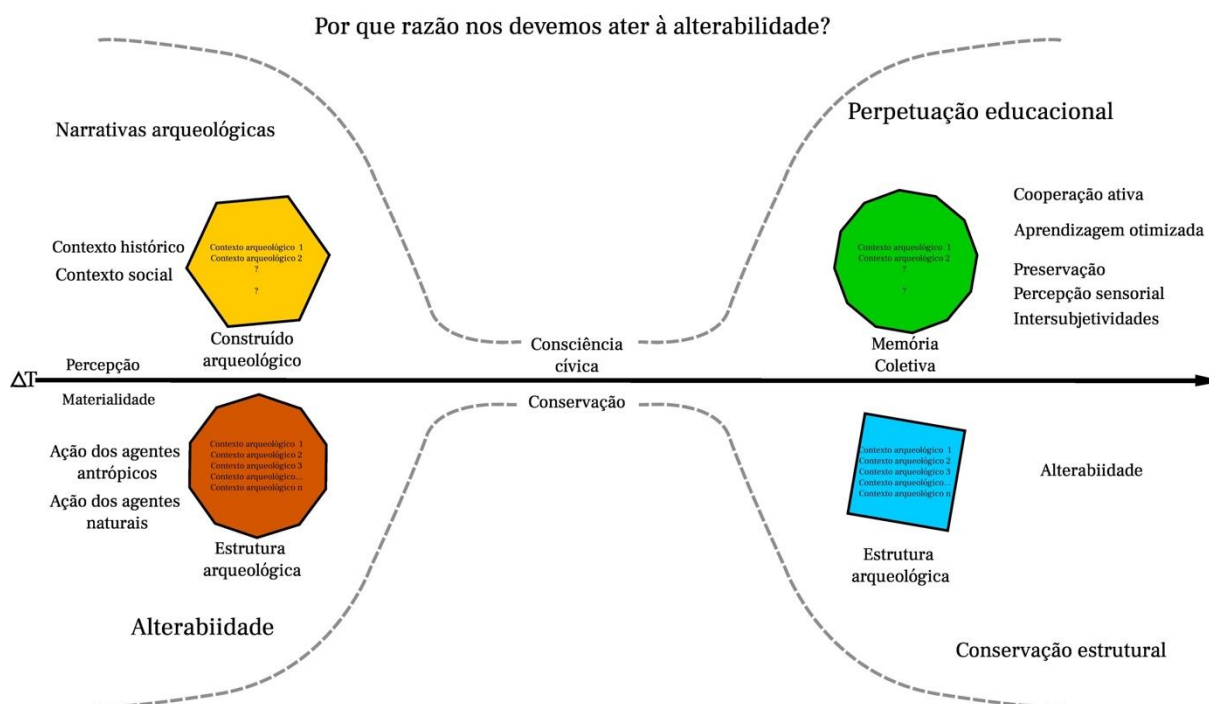 Por que razão nos devemos ater à alterabilidade?
Narrativas arqueológicas
Contexto histórico
Contexto social
Contexto arqueológico 1
Contexto arqueológico 2
?
?
Construído
arqueológico
Perpetuação educacional
Contexto arqueológico 1
Contexto arqueológico 2
?
?
Memória
Coletiva
Cooperação ativa
Aprendizagem otimizada
Preservação
Percepção sensorial
Intersubjetividades
Consciência
cívica
Percepção
ΔT
Materialidade
Conservação
Ação dos agentes
antrópicos
Ação dos agentes
naturais
Contexto arqueológico 1
Contexto arqueológico 2
Contexto arqueológico 3
Contexto arqueológico...
Contexto arqueológico n
Estrutura
arqueológica
Alterabiidade
Contexto arqueológico 1
Contexto arqueológico 2
Contexto arqueológico 3
Contexto arqueológico...
Contexto arqueológico n
Estrutura
arqueológica
Alterabiidade
Conservação estrutural